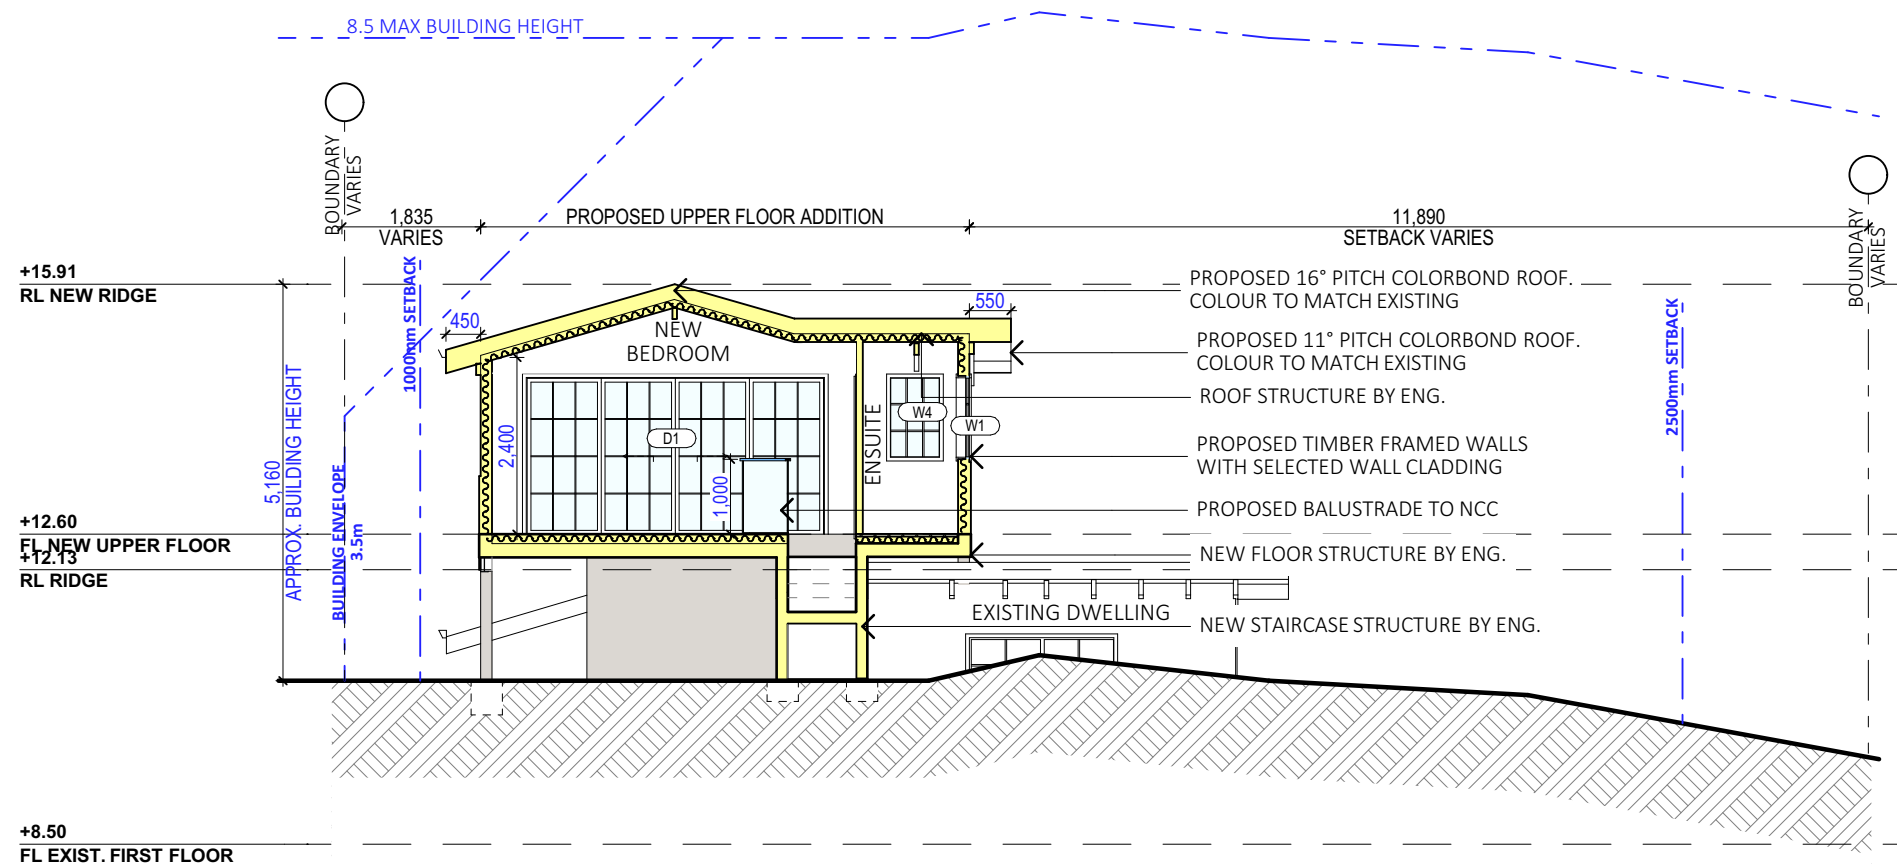 8.5 MAX BUILDING HEIGHT
BOUNDARY
VARIES
1,835
VARIES
PROPOSED UPPER FLOOR ADDITION
11,890
SETBACK VARIES
BOUNDARY
VARIES
+15.91
RL NEW RIDGE
1000mm SETBACK
450
550
NEW
BEDROOM
PROPOSED 16° PITCH COLORBOND ROOF.
COLOUR TO MATCH EXISTING
PROPOSED 11° PITCH COLORBOND ROOF.
COLOUR TO MATCH EXISTING
ROOF STRUCTURE BY ENG.
2500mm SETBACK
5,160
APPROX. BUILDING HEIGHT
2,400
D1
1,000
ENSUITE
W4
W1
PROPOSED TIMBER FRAMED WALLS
WITH SELECTED WALL CLADDING
PROPOSED BALUSTRADE TO NCC
BUILDING ENVELOPE
3.5m
+12.60
FL NEW UPPER FLOOR
+12.13
RL RIDGE
NEW FLOOR STRUCTURE BY ENG.
EXISTING DWELLING
NEW STAIRCASE STRUCTURE BY ENG.
+8.50
FL EXIST. FIRST FLOOR